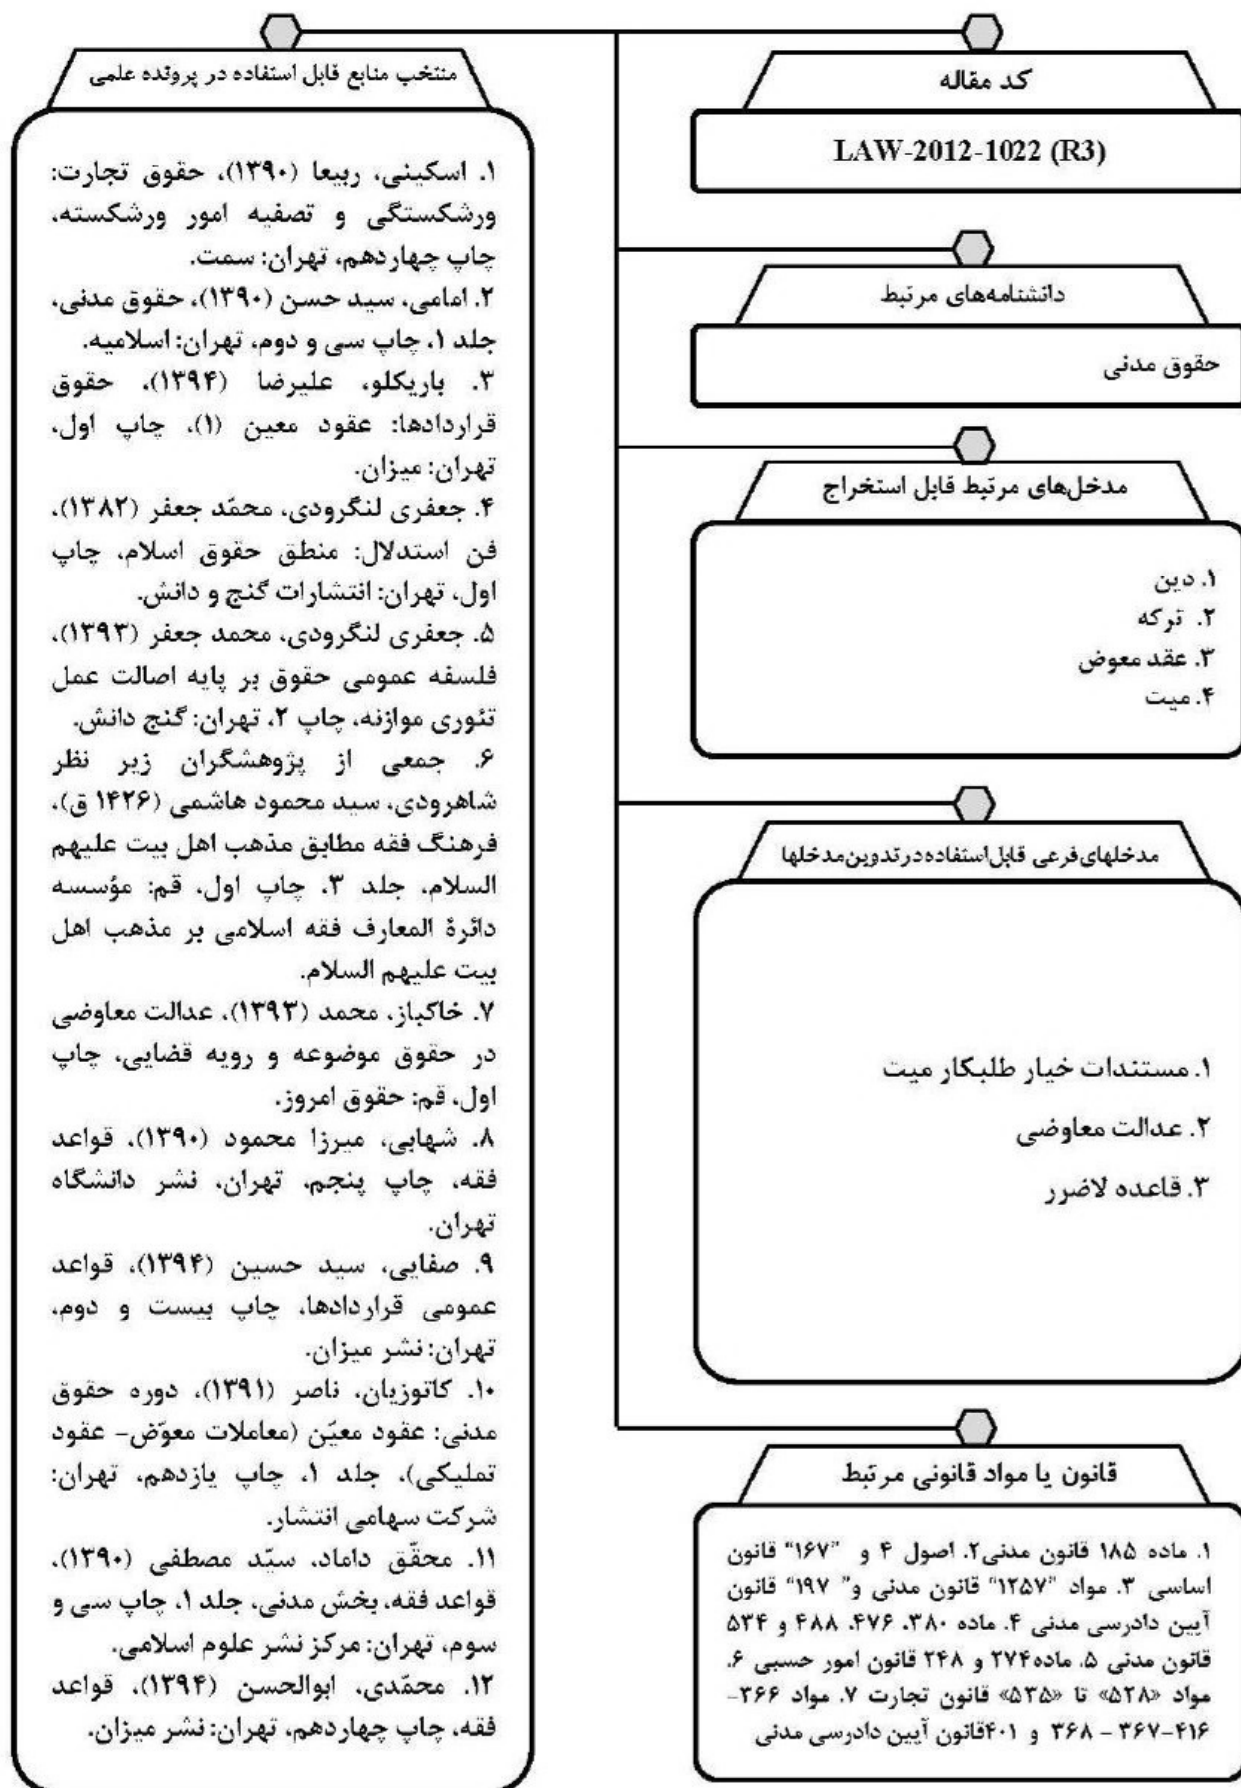 کد مقاله
LAW-2012-1022 (R3)
دانشنامه‌های مرتبط
حقوق مدنی
مدخل‌های مرتبط قابل استخراج
۱. دین
۲. ترکه
۳. عقد معوض
۴. میت
مدخلهای فرعی قابل استفاده در تدوین مدخلها
۱. مستندات خیار طلبکار میت
۲. عدالت معاوضی
۳. قاعده لاضرر
قانون یا مواد قانونی مرتبط
۱. ماده ۱۸۵ قانون مدنی۲. اصول ۴ و "۱۶۷" قانون
اساسی ۳. مواد "۱۲۵۷" قانون مدنی و" ۱۹۷" قانون
آیین دادرسی مدنی ۴. ماده ۳۸۰، ۴۷۶، ۴۸۸ و ۵۳۴
قانون مدنی ۵. ماده۲۷۴ و ۲۴۸ قانون امور حسبی ۶.
مواد «۵۲۸» تا «۵۳۵» قانون تجارت ۷. مواد ۳۶۶-
۴۱۶-۳۶۷ - ۳۶۸ و ۴۰۱قانون آیین دادرسی مدنی
منتخب منابع قابل استفاده در پرونده علمی
۱. اسکینی، ربیعا (۱۳۹۰)، حقوق تجارت:
ورشکستگی و تصفیه امور ورشکسته،
چاپ چهاردهم، تهران: سمت.
۲. امامی، سید حسن (۱۳۹۰)، حقوق مدنی،
جلد ۱، چاپ سی و دوم، تهران: اسلامیه.
۳. باریکلو، علیرضا (۱۳۹۴)، حقوق
قراردادها: عقود معین (۱)، چاپ اول،
تهران: میزان.
۴. جعفری لنگرودی، محمّد جعفر (۱۳۸۲)،
فن استدلال: منطق حقوق اسلام، چاپ
اول، تهران: انتشارات گنج و دانش.
۵. جعفری لنگرودی، محمد جعفر (۱۳۹۳)،
فلسفه عمومی حقوق بر پایه اصالت عمل
تئوری موازنه، چاپ ۲، تهران: گنج دانش.
۶. جمعی از پژوهشگران زیر نظر
شاهرودی، سید محمود هاشمی (۱۴۲۶ ق)،
فرهنگ فقه مطابق مذهب اهل بیت علیهم
السلام، جلد ۳، چاپ اول، قم: مؤسسه
دائرة المعارف فقه اسلامی بر مذهب اهل
بیت علیهم السلام.
۷. خاکباز، محمد (۱۳۹۳)، عدالت معاوضی
در حقوق موضوعه و رویه قضایی، چاپ
اول، قم: حقوق امروز.
۸. شهابی، میرزا محمود (۱۳۹۰)، قواعد
فقه، چاپ پنجم، تهران، نشر دانشگاه
تهران.
۹. صفایی، سید حسین (۱۳۹۴)، قواعد
عمومی قراردادها، چاپ بیست و دوم،
تهران: نشر میزان.
۱۰. کاتوزیان، ناصر (۱۳۹۱)، دوره حقوق
مدنی: عقود معیّن (معاملات معوّض- عقود
تملیکی)، جلد ۱، چاپ یازدهم، تهران:
شرکت سهامی انتشار.
۱۱. محقّق داماد، سیّد مصطفی (۱۳۹۰)،
قواعد فقه، بخش مدنی، جلد ۱، چاپ سی و
سوم، تهران: مرکز نشر علوم اسلامی.
۱۲. محمّدی، ابوالحسن (۱۳۹۴)، قواعد
فقه، چاپ چهاردهم، تهران: نشر میزان.